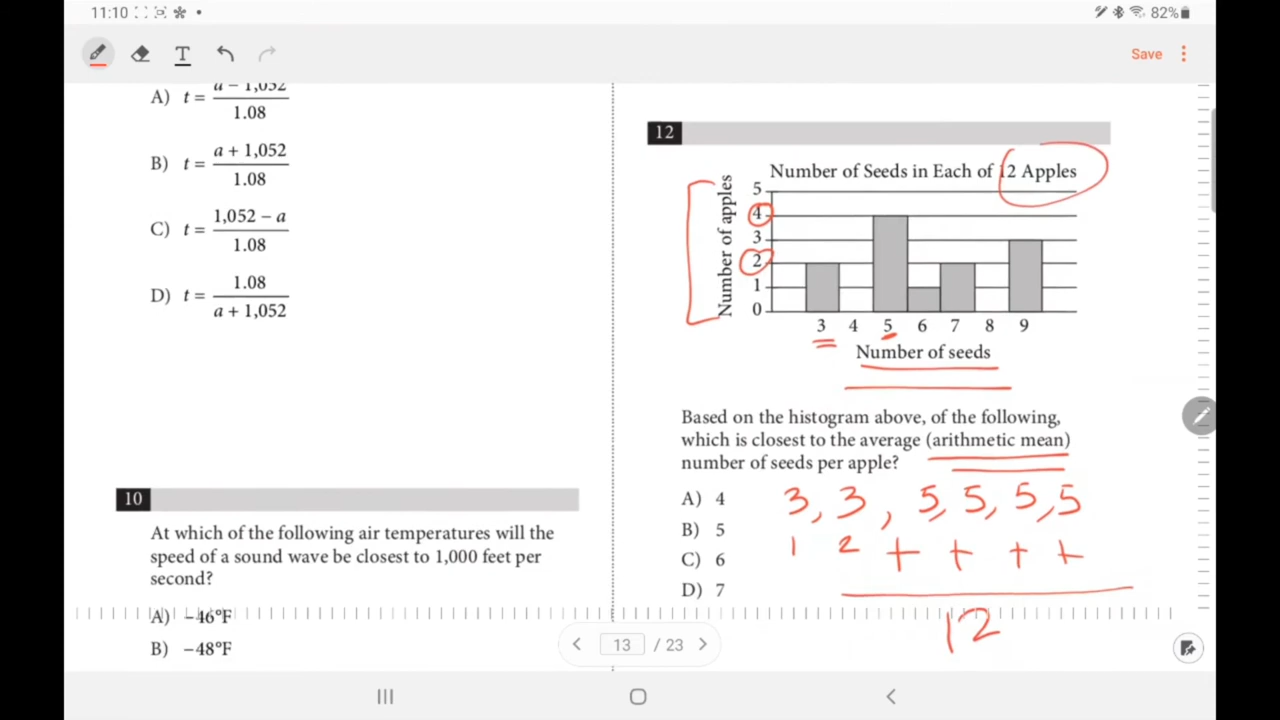 11:10
82%
T
Save
A) t = a − 1,052
1.08
B) t = a + 1,052
1.08
C) t = 1,052 − a
1.08
D) t = 1.08
a + 1,052
10
At which of the following air temperatures will the
speed of a sound wave be closest to 1,000 feet per
second?
A) −46°F
B) −48°F
12
Number of Seeds in Each of 12 Apples
Number of apples
5
4
3
2
1
0
3 4 5 6 7 8 9
Number of seeds
Based on the histogram above, of the following,
which is closest to the average (arithmetic mean)
number of seeds per apple?
A) 4
B) 5
C) 6
D) 7
3, 3, 5, 5, 5, 5
1 2 + + + +
12
13 / 23